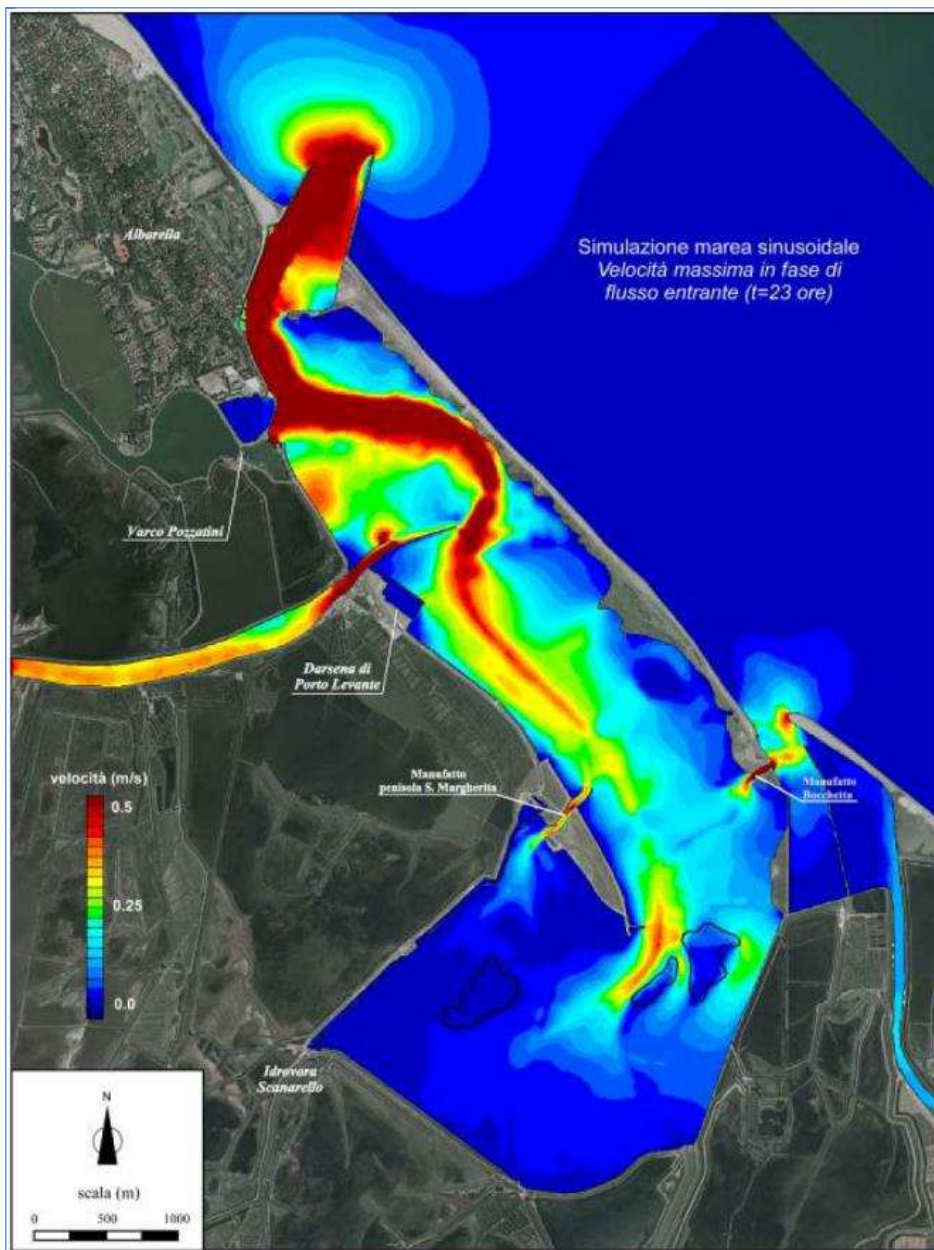 Albarella
Simulazione marea sinusoidale
Velocità massima in fase di
flusso entrante (t=23 ore)
Varco Pozzatini
Darsena di
Porto Levante
velocità (m/s)
0.5
0.25
0.0
Manufatto
penisola S. Margherita
Manufatto
Bocchetta
Idrovora
Scanarello
N
scala (m)
0 500 1000